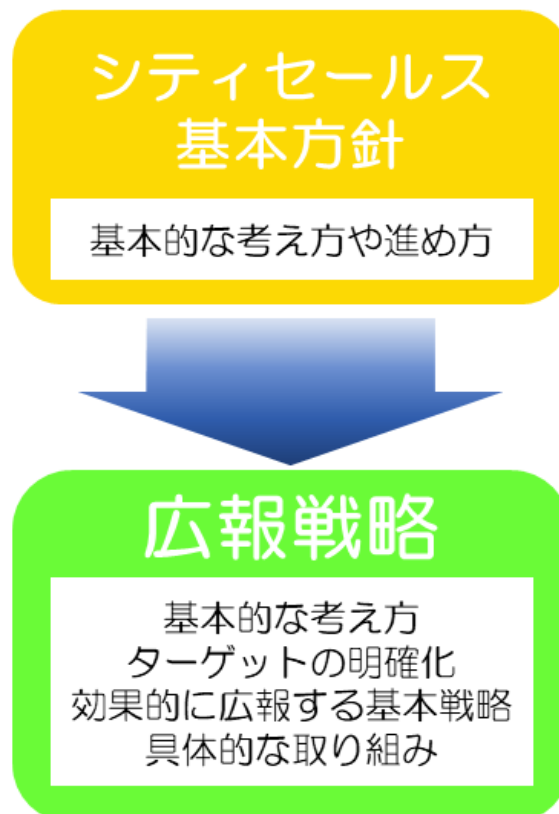 シティセールス
基本方針
基本的な考え方や進め方
広報戦略
基本的な考え方
ターゲットの明確化
効果的に広報する基本戦略
具体的な取り組み